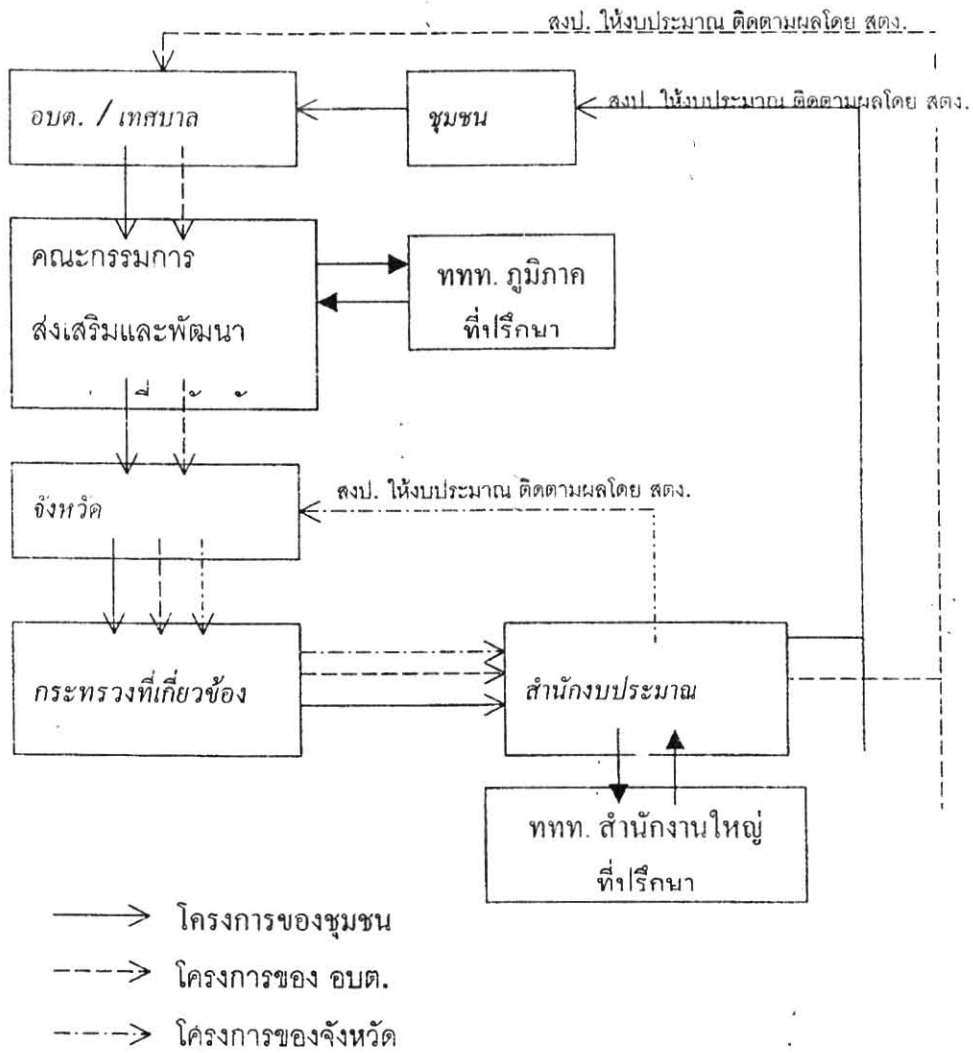 สงป. ให้งบประมาณ ติดตามผลโดย สตง.
อบต. / เทศบาล
ชุมชน
สงป. ให้งบประมาณ ติดตามผลโดย สตง.
คณะกรรมการ
ส่งเสริมและพัฒนา
ททท. ภูมิภาค
ที่ปรึกษา
จังหวัด
สงป. ให้งบประมาณ ติดตามผลโดย สตง.
กระทรวงที่เกี่ยวข้อง
สำนักงบประมาณ
ททท. สำนักงานใหญ่
ที่ปรึกษา
โครงการของชุมชน
โครงการของ อบต.
โครงการของจังหวัด